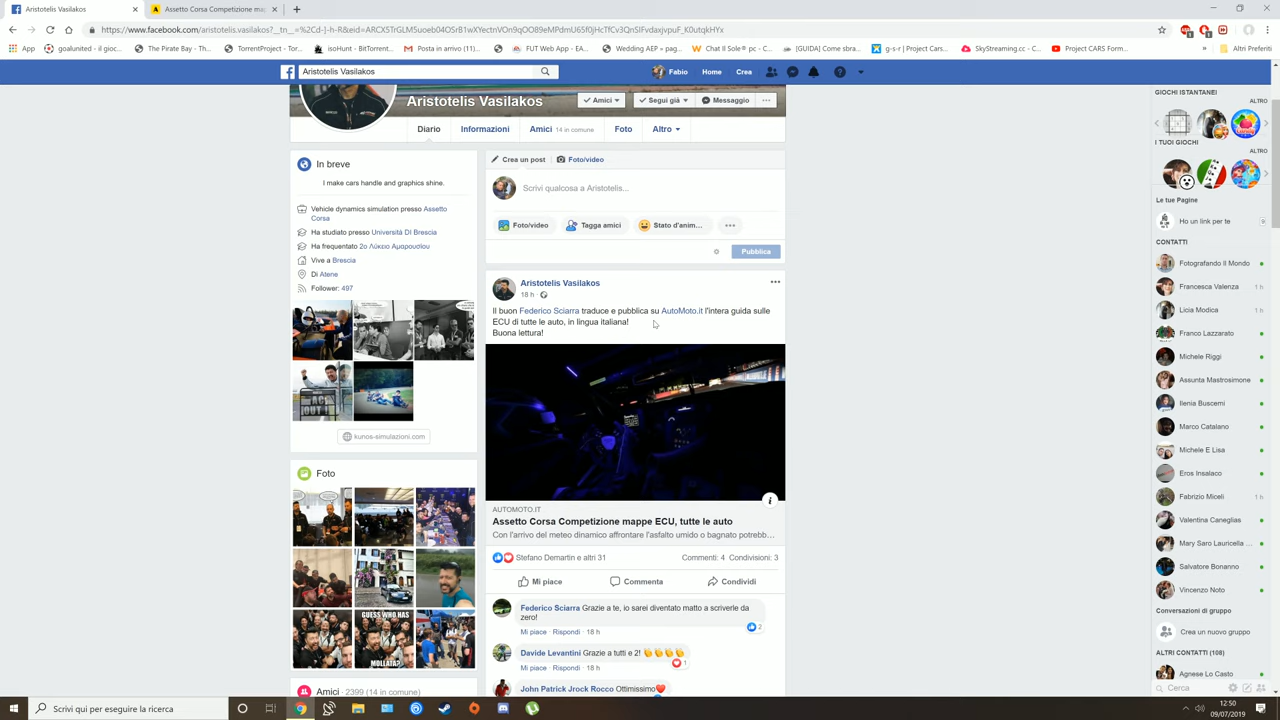 Aristotelis Vasilakos
Assetto Corsa Competizione ma
https://www.facebook.com/aristotelis.vasilakos?
App
goalunited - il gioc...
The Pirate Bay - Th...
TorrentProject - Tor...
isoHunt - BitTorrent...
Posta in arrivo (11)...
FUT Web App - EA...
Wedding AEP » pag...
Chat Il Sole® pc - C...
[GUIDA] Come sbra...
g-s-r | Project Cars...
SkyStreaming.cc - C...
Project CARS Form...
»
Altri Preferiti
Aristotelis Vasilakos
Fabio
Home
Crea
Aristotelis Vasilakos
Amici
Segui già
Messaggio
Diario
Informazioni
Amici 14 in comune
Foto
Altro
In breve
I make cars handle and graphics shine.
Vehicle dynamics simulation presso Assetto
Corsa
Ha studiato presso Università DI Brescia
Ha frequentato 2ο Λύκειο Αμαρουσίου
Vive a Brescia
Di Atene
Follower: 497
kunos-simulazioni.com
Foto
GUESS WHO HAS
MOLLATA?
Amici · 2399 (14 in comune)
Crea un post
Foto/video
Scrivi qualcosa a Aristotelis...
Foto/video
Tagga amici
Stato d'anim...
Pubblica
Aristotelis Vasilakos
18 h ·
Il buon Federico Sciarra traduce e pubblica su AutoMoto.it l'intera guida sulle
ECU di tutte le auto, in lingua italiana!
Buona lettura!
AUTOMOTO.IT
Assetto Corsa Competizione mappe ECU, tutte le auto
Con l'arrivo del meteo dinamico affrontare l'asfalto umido o bagnato potrebb...
Stefano Demartin e altri 31
Commenti: 4 Condivisioni: 3
Mi piace
Commenta
Condividi
Federico Sciarra Grazie a te, io sarei diventato matto a scriverle da
zero!
2
Mi piace · Rispondi · 18 h
Davide Levantini Grazie a tutti e 2! 👏👏👏👏
1
Mi piace · Rispondi · 18 h
John Patrick Jrock Rocco Ottimissimo❤
GIOCHI ISTANTANEI
ALTRO
I TUOI GIOCHI
ALTRO
Le tue Pagine
Ho un link per te
9
CONTATTI
Fotografando Il Mondo
Francesca Valenza
1 h
Licia Modica
1 h
Franco Lazzarato
Michele Riggi
Assunta Mastrosimone
Ilenia Buscemi
Marco Catalano
Michele E Lisa
Eros Insalaco
Fabrizio Miceli
1 h
Valentina Caneglias
Mary Saro Lauricella ...
Salvatore Bonanno
Vincenzo Noto
Conversazioni di gruppo
Crea un nuovo gruppo
ALTRI CONTATTI (108)
Agnese Lo Casto
Cerca
Scrivi qui per eseguire la ricerca
12:50
09/07/2019